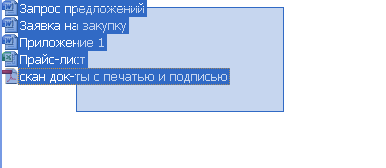 Запрос предложений
Заявка на закупку
Приложение 1
Прайс-лист
скан док-ты с печатью и подписью